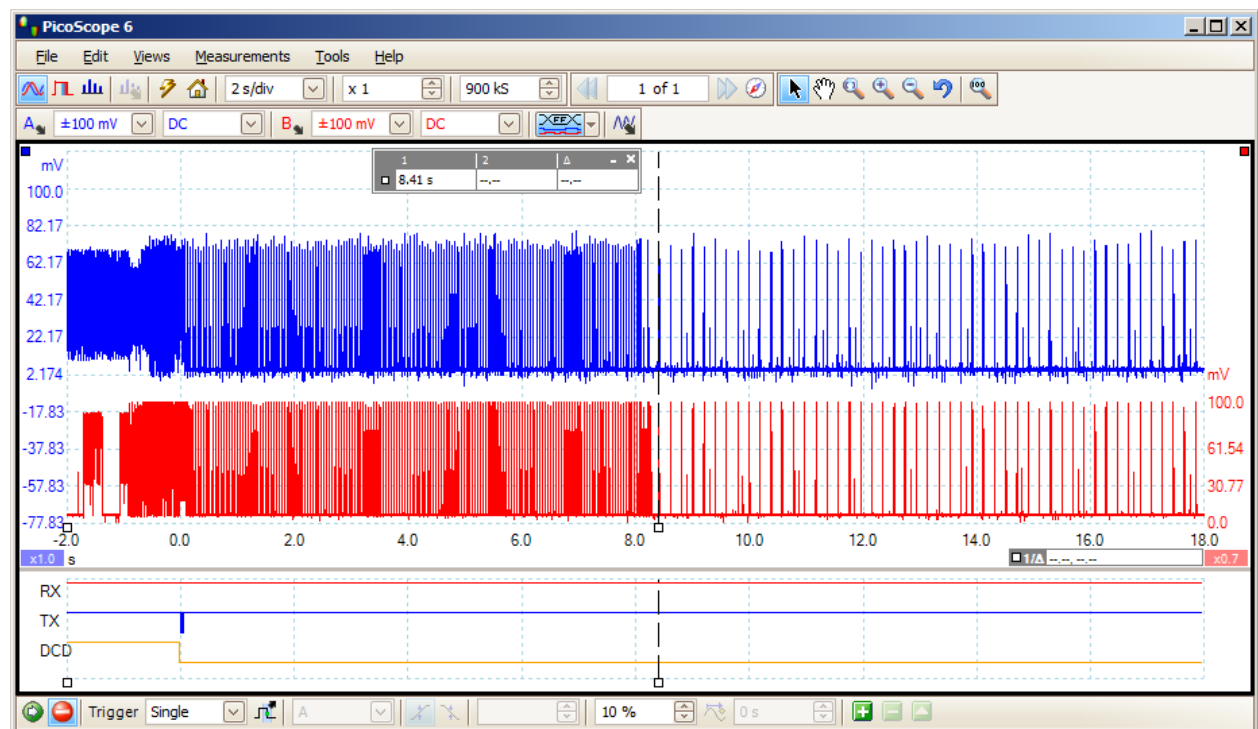 PicoScope 6
File Edit Views Measurements Tools Help
2 s/div x 1 900 kS 1 of 1
A ±100 mV DC B ±100 mV DC
1 2 Δ
8.41 s --.-- --.--
mV
100.0
82.17
62.17
42.17
22.17
2.174
-17.83
-37.83
-57.83
-77.83
mV
100.0
61.54
30.77
0.0
-2.0 0.0 2.0 4.0 6.0 8.0 10.0 12.0 14.0 16.0 18.0
x1.0 s 1/Δ --.--, --.-- x0.7
RX
TX
DCD
Trigger Single A 10 % 0 s